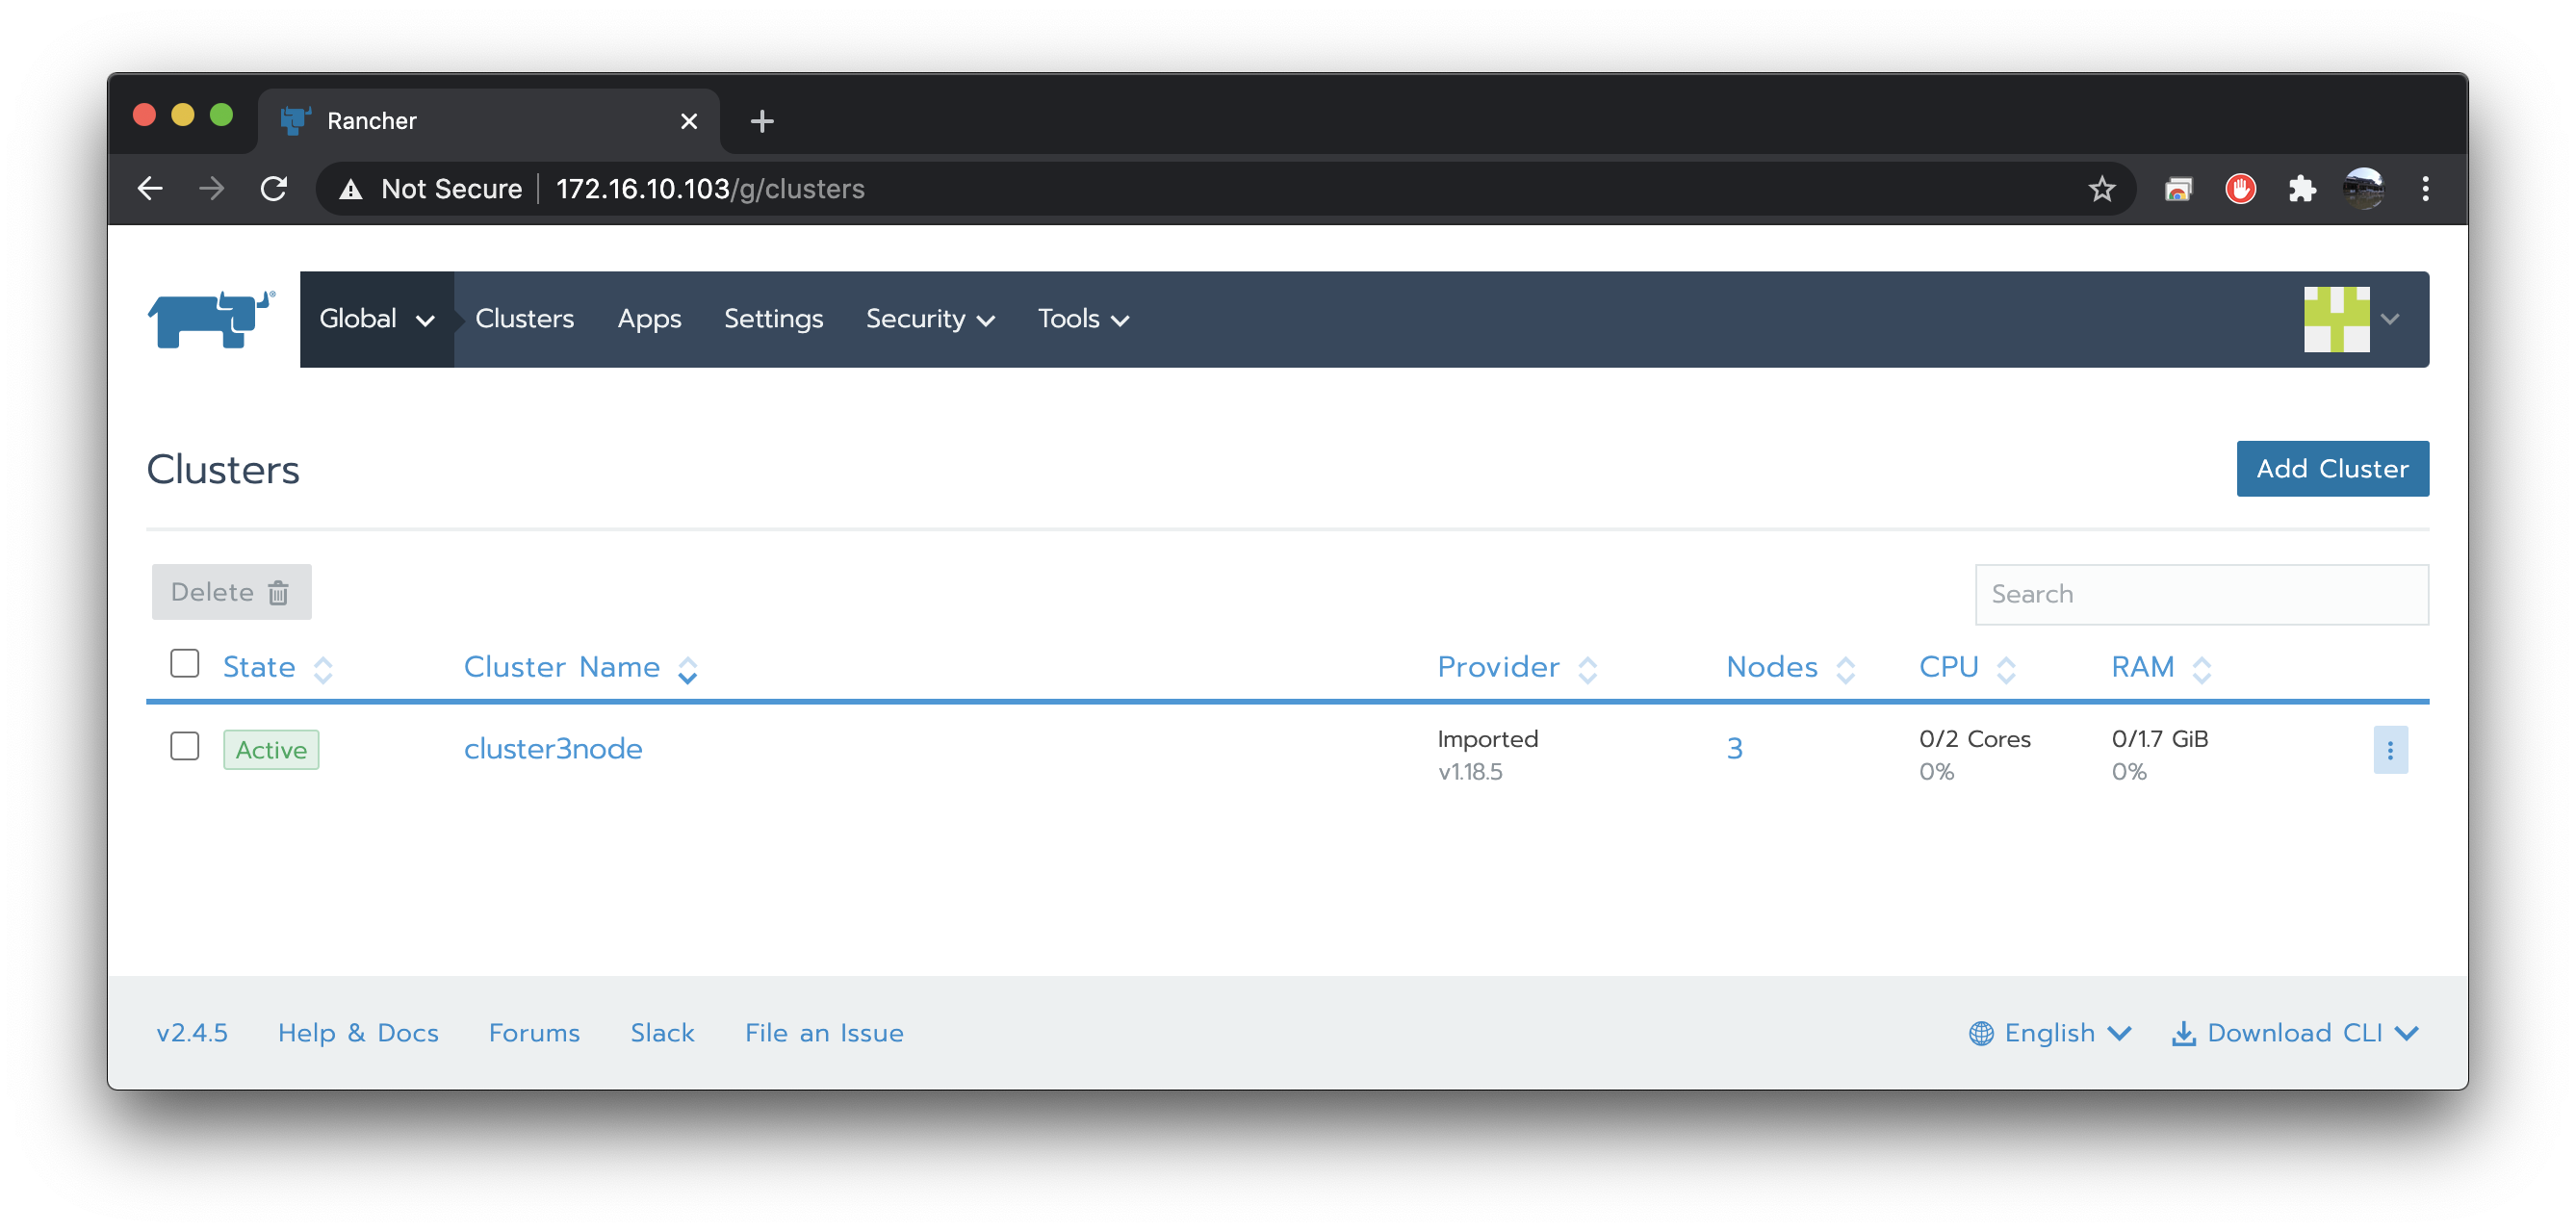 Rancher
Not Secure 172.16.10.103/g/clusters
Global Clusters Apps Settings Security Tools
Clusters
Add Cluster
Delete
Search
State Cluster Name Provider Nodes CPU RAM
Active cluster3node Imported 3 0/2 Cores 0/1.7 GiB
v1.18.5 0% 0%
v2.4.5 Help & Docs Forums Slack File an Issue English Download CLI